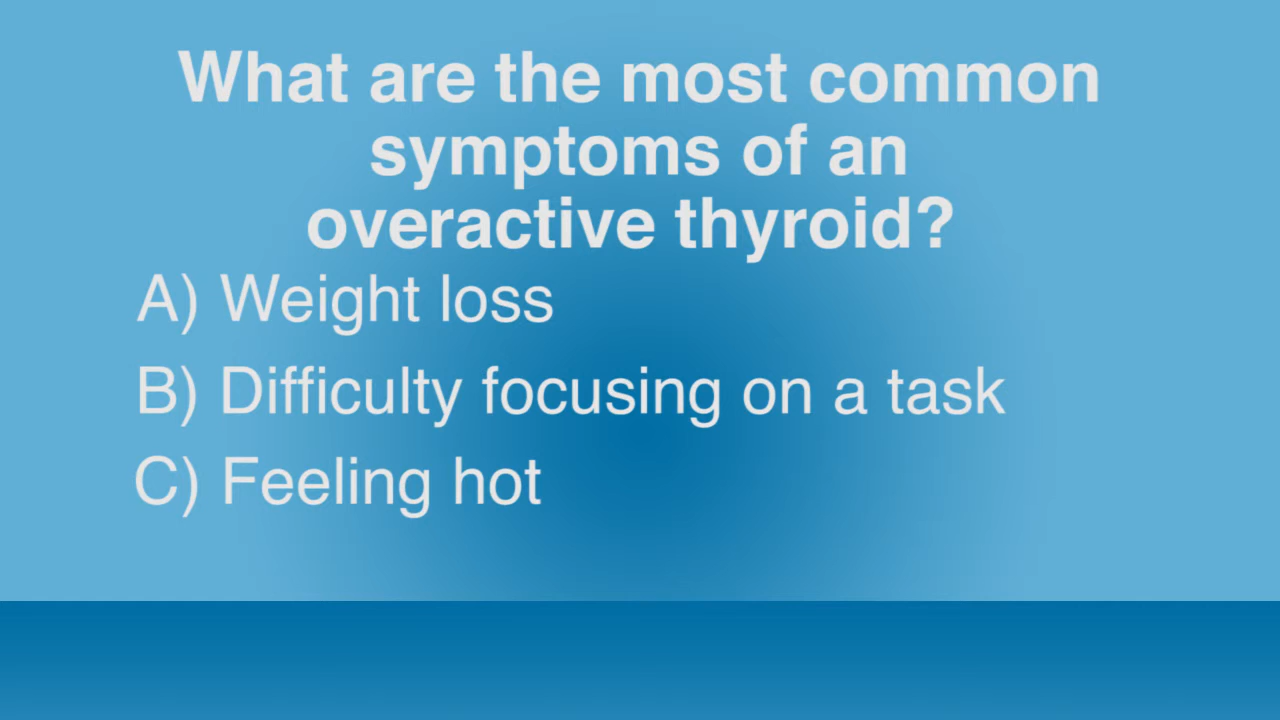 What are the most common
symptoms of an
overactive thyroid?
A) Weight loss
B) Difficulty focusing on a task
C) Feeling hot